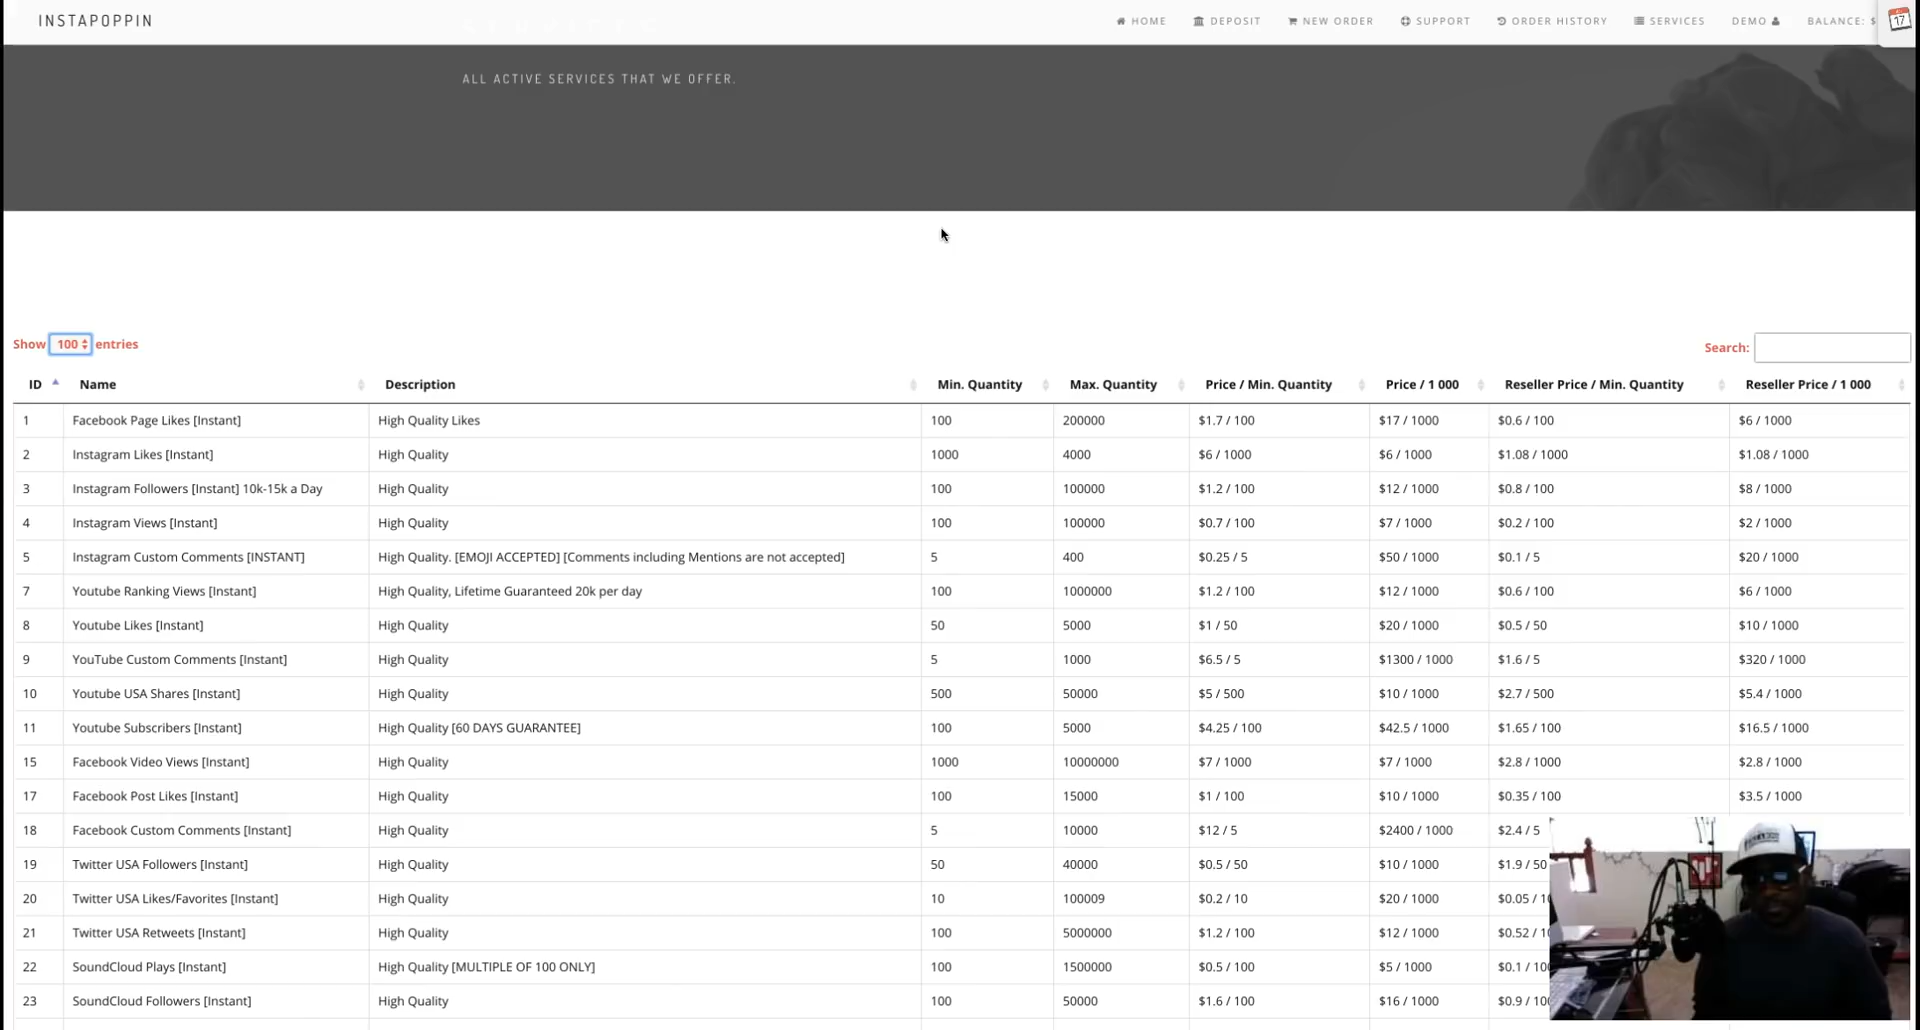 INSTAPOPPIN
HOME DEPOSIT NEW ORDER SUPPORT ORDER HISTORY SERVICES DEMO BALANCE: $
17
ALL ACTIVE SERVICES THAT WE OFFER.
Show 100 entries
Search:
ID Name Description Min. Quantity Max. Quantity Price / Min. Quantity Price / 1 000 Reseller Price / Min. Quantity Reseller Price / 1 000
1 Facebook Page Likes [Instant] High Quality Likes 100 200000 $1.7 / 100 $17 / 1000 $0.6 / 100 $6 / 1000
2 Instagram Likes [Instant] High Quality 1000 4000 $6 / 1000 $6 / 1000 $1.08 / 1000 $1.08 / 1000
3 Instagram Followers [Instant] 10k-15k a Day High Quality 100 100000 $1.2 / 100 $12 / 1000 $0.8 / 100 $8 / 1000
4 Instagram Views [Instant] High Quality 100 100000 $0.7 / 100 $7 / 1000 $0.2 / 100 $2 / 1000
5 Instagram Custom Comments [INSTANT] High Quality. [EMOJI ACCEPTED] [Comments including Mentions are not accepted] 5 400 $0.25 / 5 $50 / 1000 $0.1 / 5 $20 / 1000
7 Youtube Ranking Views [Instant] High Quality, Lifetime Guaranteed 20k per day 100 1000000 $1.2 / 100 $12 / 1000 $0.6 / 100 $6 / 1000
8 Youtube Likes [Instant] High Quality 50 5000 $1 / 50 $20 / 1000 $0.5 / 50 $10 / 1000
9 YouTube Custom Comments [Instant] High Quality 5 1000 $6.5 / 5 $1300 / 1000 $1.6 / 5 $320 / 1000
10 Youtube USA Shares [Instant] High Quality 500 50000 $5 / 500 $10 / 1000 $2.7 / 500 $5.4 / 1000
11 Youtube Subscribers [Instant] High Quality [60 DAYS GUARANTEE] 100 5000 $4.25 / 100 $42.5 / 1000 $1.65 / 100 $16.5 / 1000
15 Facebook Video Views [Instant] High Quality 1000 10000000 $7 / 1000 $7 / 1000 $2.8 / 1000 $2.8 / 1000
17 Facebook Post Likes [Instant] High Quality 100 15000 $1 / 100 $10 / 1000 $0.35 / 100 $3.5 / 1000
18 Facebook Custom Comments [Instant] High Quality 5 10000 $12 / 5 $2400 / 1000 $2.4 / 5
19 Twitter USA Followers [Instant] High Quality 50 40000 $0.5 / 50 $10 / 1000 $1.9 / 50
20 Twitter USA Likes/Favorites [Instant] High Quality 10 100009 $0.2 / 10 $20 / 1000 $0.05 / 10
21 Twitter USA Retweets [Instant] High Quality 100 5000000 $1.2 / 100 $12 / 1000 $0.52 / 10
22 SoundCloud Plays [Instant] High Quality [MULTIPLE OF 100 ONLY] 100 1500000 $0.5 / 100 $5 / 1000 $0.1 / 10
23 SoundCloud Followers [Instant] High Quality 100 50000 $1.6 / 100 $16 / 1000 $0.9 / 10